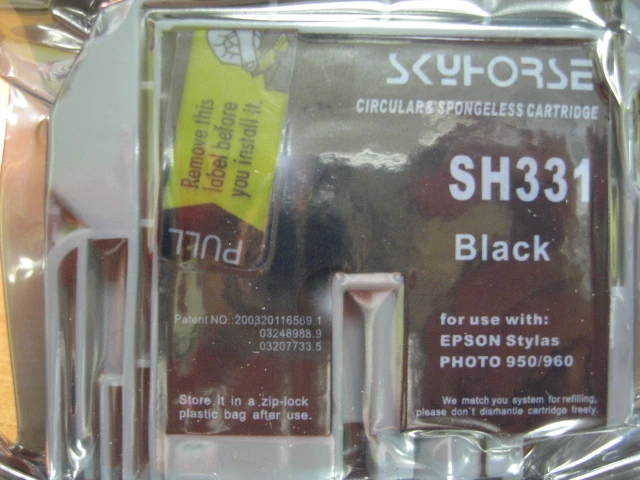 SKYHORSE
CIRCULAR& SPONGELESS CARTRIDGE
Remove this
label before
you install it.
PULL
SH331
Black
Patent NO.:200320116569.1
03248988.9
03207733.5
for use with:
EPSON Stylas
PHOTO 950/960
Store it in a zip-lock
plastic bag after use.
We match you system for refilling,
please don't diamantle cartridge freely.